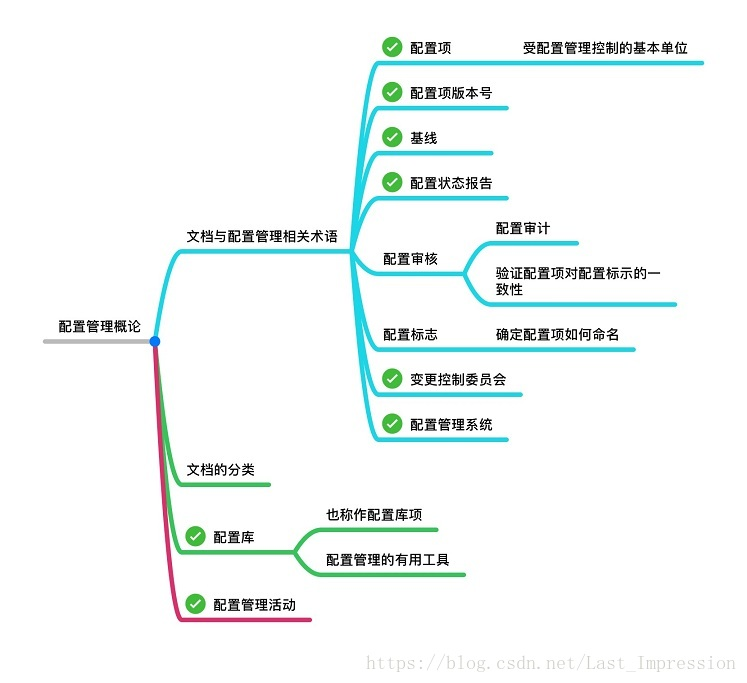 配置项
受配置管理控制的基本单位
配置项版本号
基线
配置状态报告
文档与配置管理相关术语
配置审核
配置审计
验证配置项对配置标示的一
致性
配置标志
确定配置项如何命名
变更控制委员会
配置管理系统
配置管理概论
文档的分类
配置库
也称作配置库项
配置管理的有用工具
配置管理活动
https://blog.csdn.net/Last_Impression